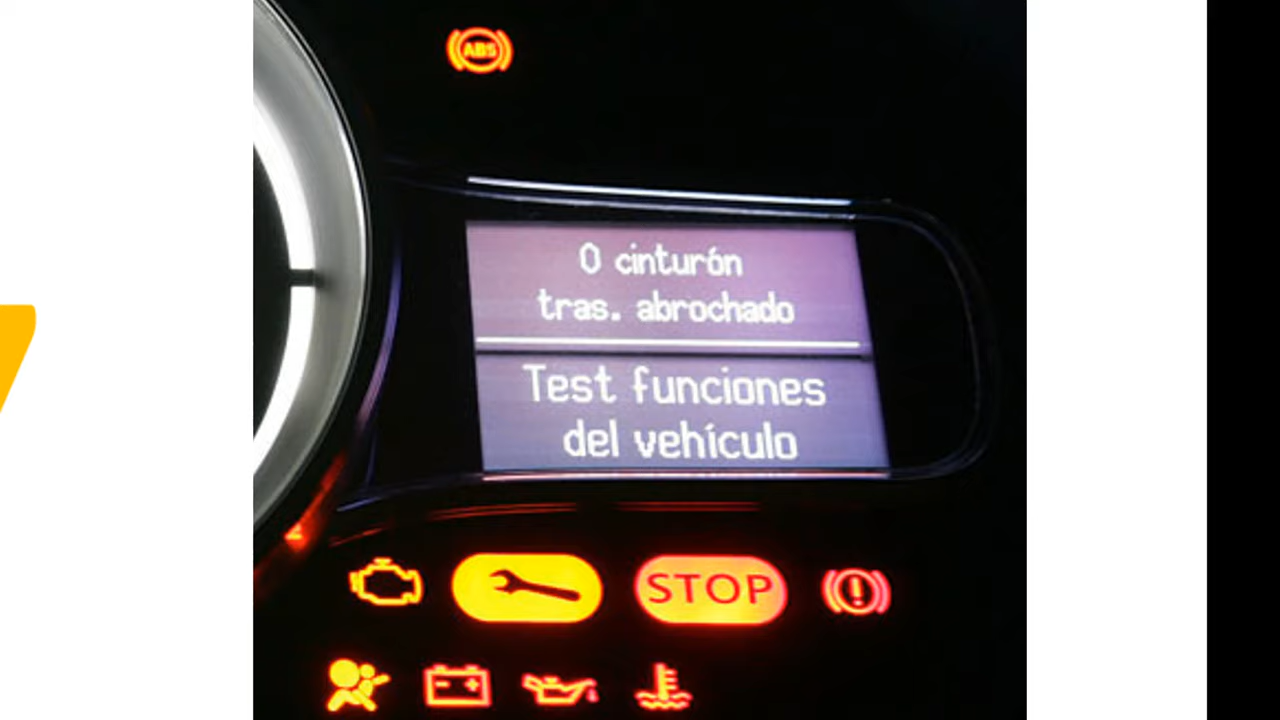 ABS
0 cinturón
tras. abrochado
Test funciones
del vehículo
STOP